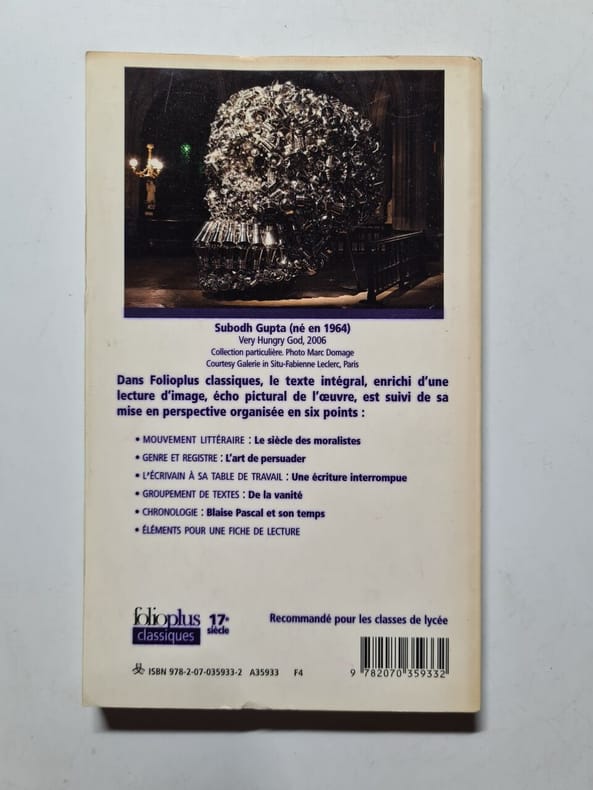 Subodh Gupta (né en 1964)
Very Hungry God, 2006
Collection particulière. Photo Marc Domage
Courtesy Galerie in Situ-Fabienne Leclerc, Paris
Dans Folioplus classiques, le texte intégral, enrichi d'une
lecture d'image, écho pictural de l'œuvre, est suivi de sa
mise en perspective organisée en six points :
• MOUVEMENT LITTÉRAIRE : Le siècle des moralistes
• GENRE ET REGISTRE : L'art de persuader
• L'ÉCRIVAIN À SA TABLE DE TRAVAIL : Une écriture interrompue
• GROUPEMENT DE TEXTES : De la vanité
• CHRONOLOGIE : Blaise Pascal et son temps
• ÉLÉMENTS POUR UNE FICHE DE LECTURE
folioplus
classiques
17e
siècle
Recommandé pour les classes de lycée
ISBN 978-2-07-035933-2 A35933 F4
9 782070 359332